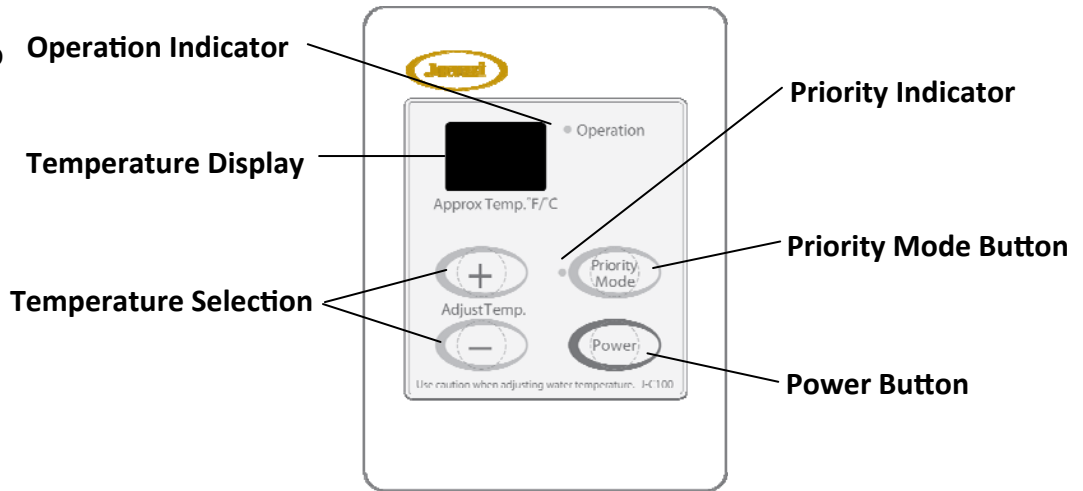 Operation Indicator
Priority Indicator
Operation
Temperature Display
Approx Temp.°F/°C
Priority Mode Button
Priority
Mode
+
Temperature Selection
AdjustTemp.
−
Power
Power Button
Use caution when adjusting water temperature. J-C100